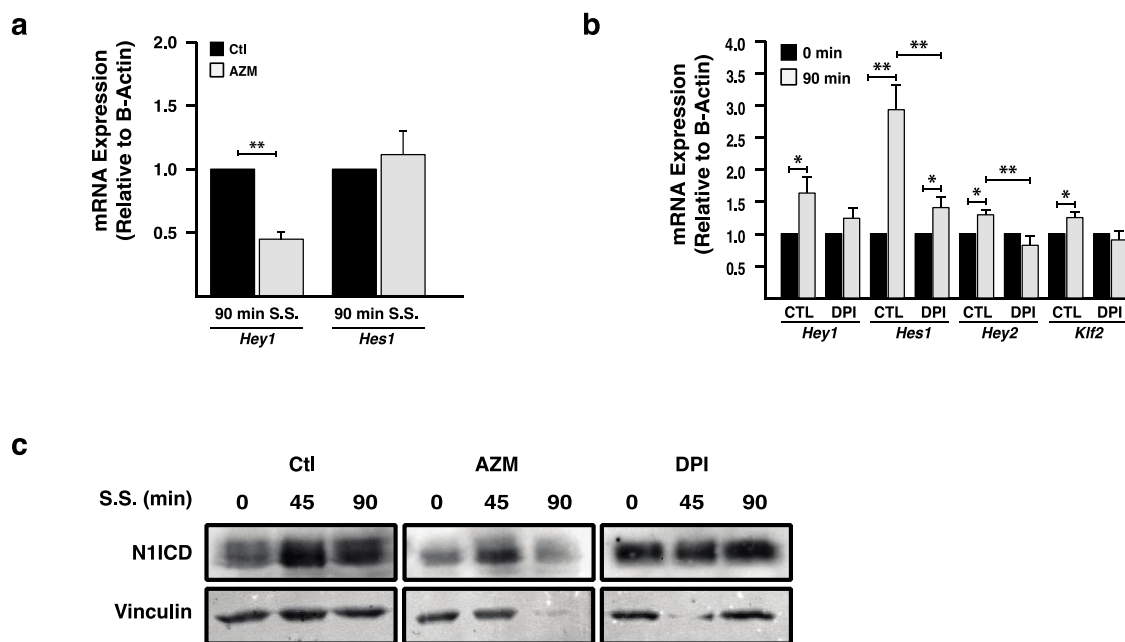 a
mRNA Expression
(Relative to B-Actin)
2.0
1.5
1.0
0.5
Ctl
AZM
**
90 min S.S. 90 min S.S.
Hey1 Hes1
b
mRNA Expression
(Relative to B-Actin)
4.0
3.5
3.0
2.5
2.0
1.5
1.0
0.5
0 min
90 min
**
**
*
*
*
**
*
CTL DPI CTL DPI CTL DPI CTL DPI
Hey1 Hes1 Hey2 Klf2
c
Ctl AZM DPI
S.S. (min) 0 45 90 0 45 90 0 45 90
N1ICD
Vinculin